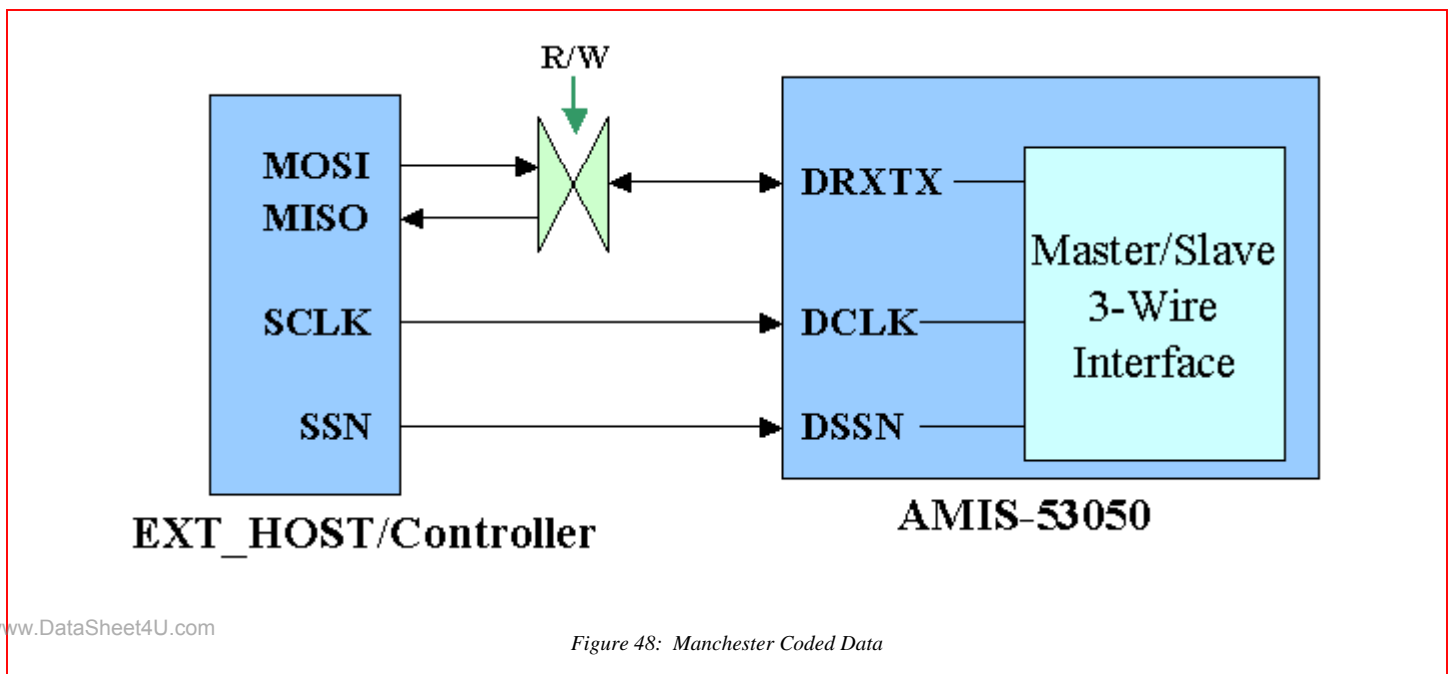 R/W
MOSI
MISO
SCLK
SSN
DRXTX
DCLK
DSSN
Master/Slave
3-Wire
Interface
EXT_HOST/Controller
AMIS-53050
ww.DataSheet4U.com
Figure 48: Manchester Coded Data